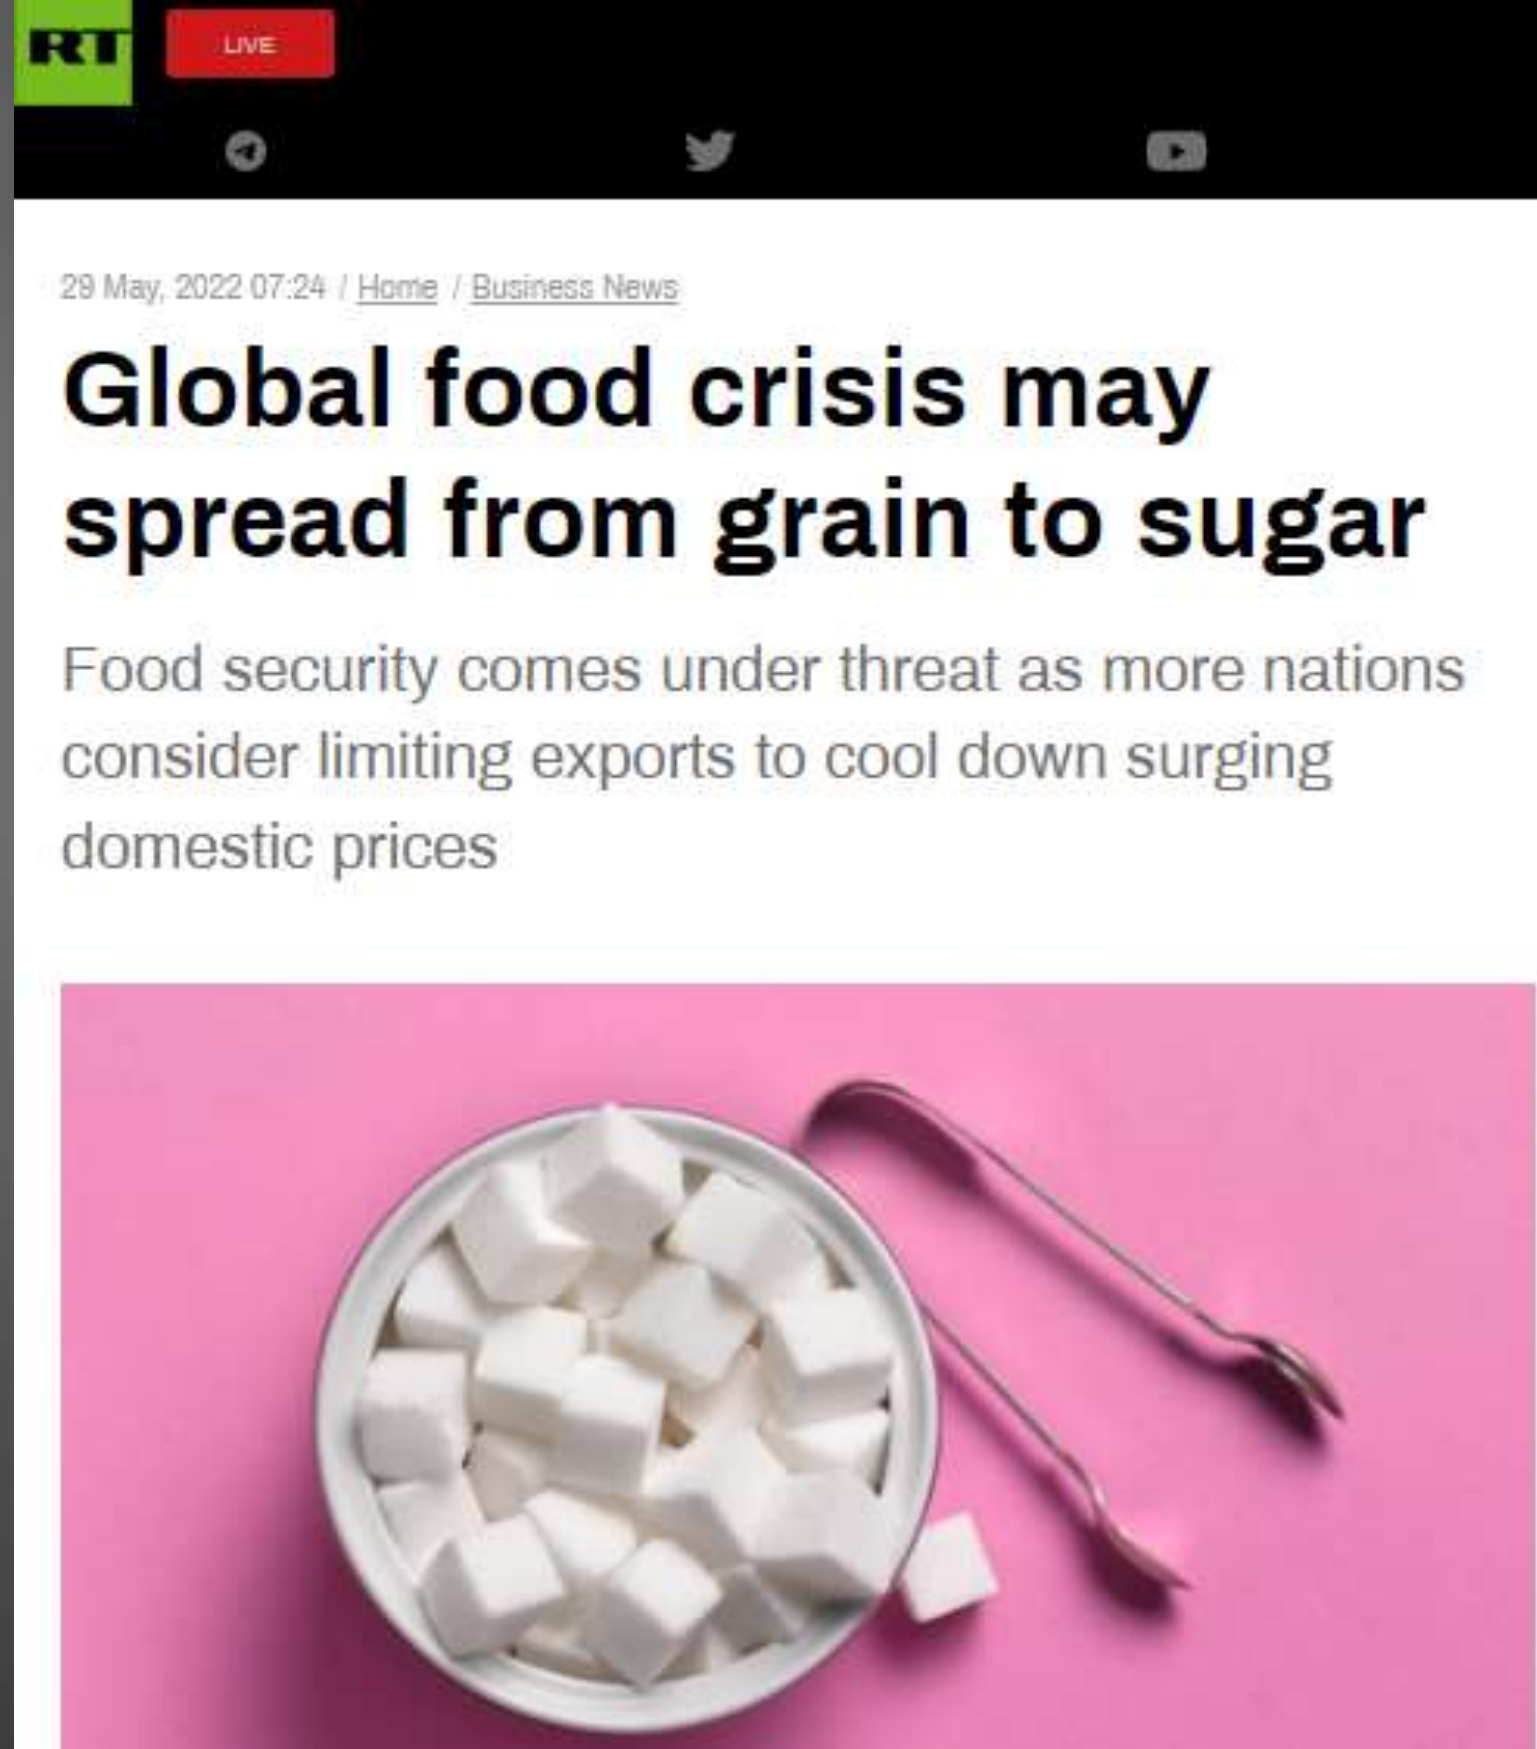 RT
LIVE
29 May, 2022 07:24 / Home / Business News
Global food crisis may
spread from grain to sugar
Food security comes under threat as more nations
consider limiting exports to cool down surging
domestic prices